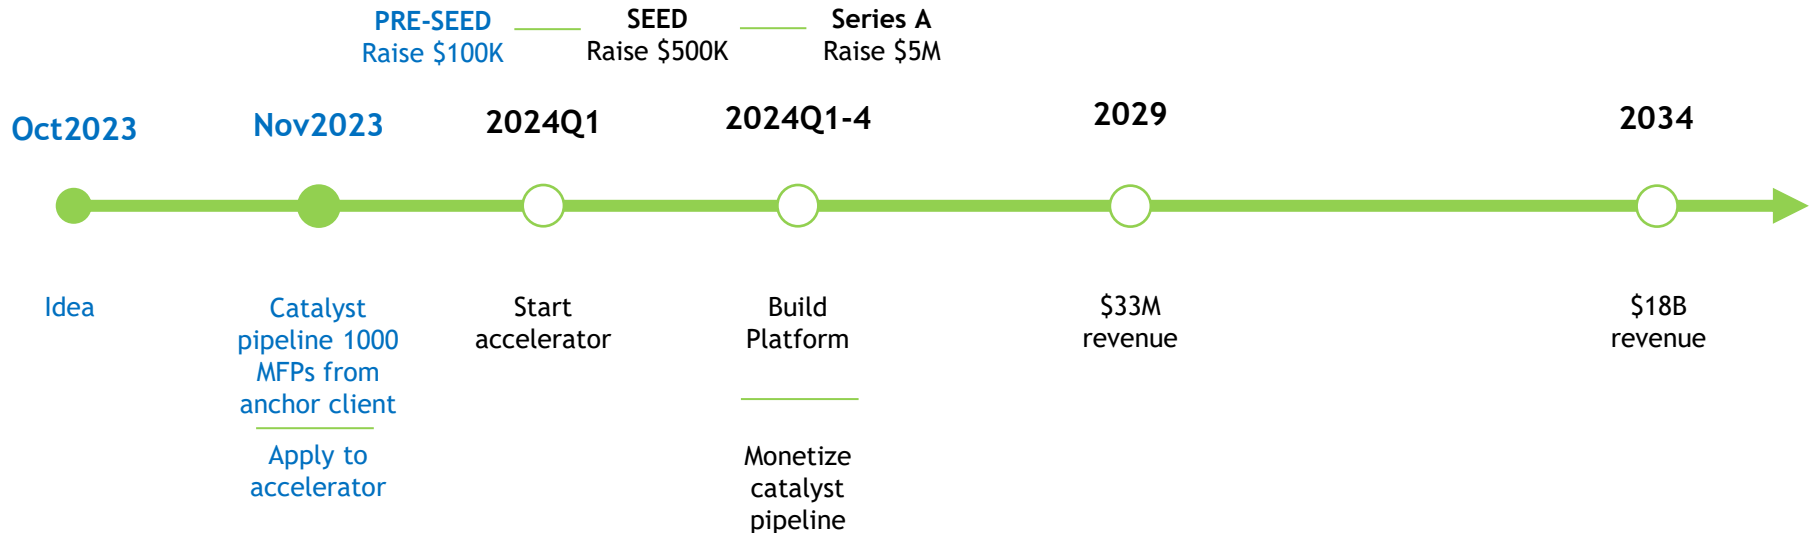 PRE-SEED
Raise $100K
SEED
Raise $500K
Series A
Raise $5M
Oct2023
Nov2023
2024Q1
2024Q1-4
2029
2034
Idea
Catalyst
pipeline 1000
MFPs from
anchor client
Apply to
accelerator
Start
accelerator
Build
Platform
Monetize
catalyst
pipeline
$33M
revenue
$18B
revenue